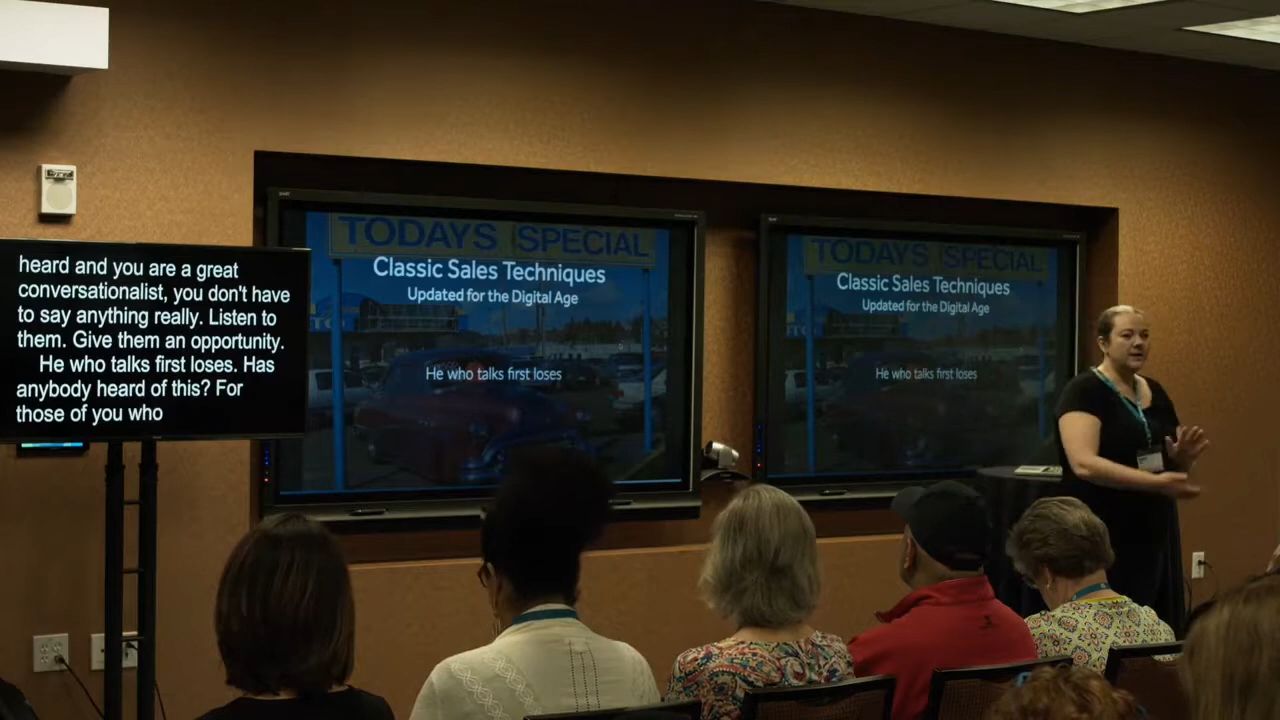 heard and you are a great
conversationalist, you don't have
to say anything really. Listen to
them. Give them an opportunity.
He who talks first loses. Has
anybody heard of this? For
those of you who
TODAYS SPECIAL
Classic Sales Techniques
Updated for the Digital Age
He who talks first loses
TODAYS SPECIAL
Classic Sales Techniques
Updated for the Digital Age
He who talks first loses